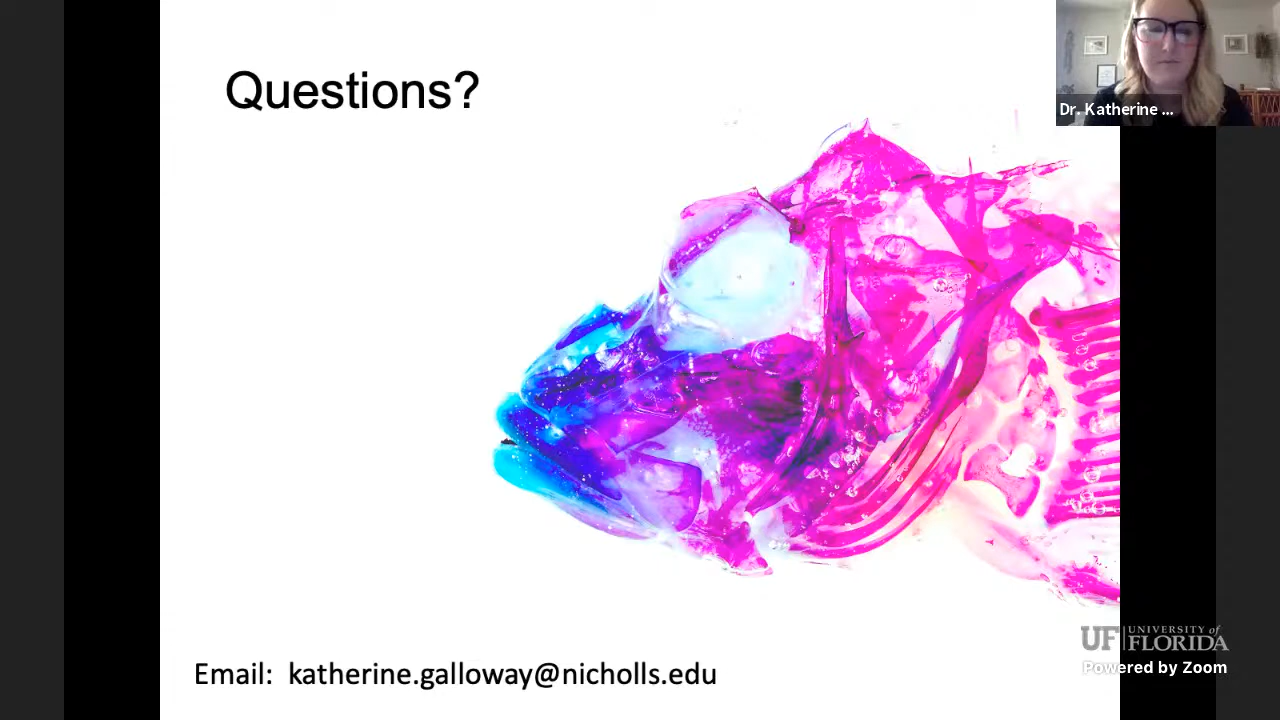 Questions?
Dr. Katherine ...
UF UNIVERSITY of FLORIDA
Powered by Zoom
Email: katherine.galloway@nicholls.edu